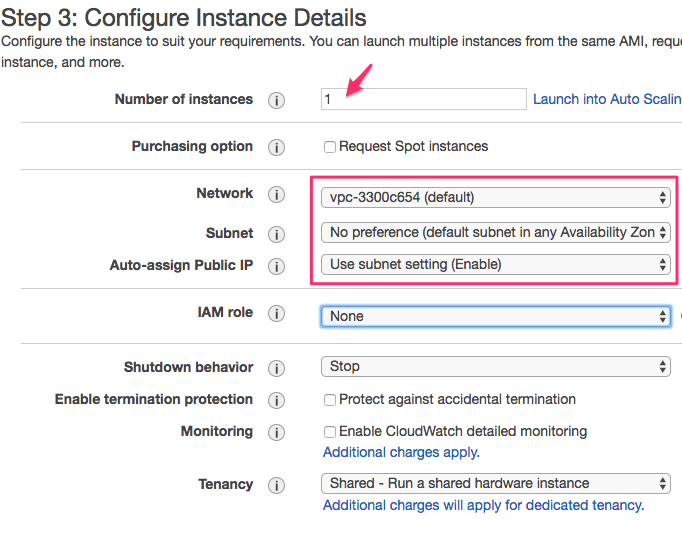 Step 3: Configure Instance Details
Configure the instance to suit your requirements. You can launch multiple instances from the same AMI, reque
instance, and more.
Number of instances i 1 Launch into Auto Scalin
Purchasing option i Request Spot instances
Network i vpc-3300c654 (default)
Subnet i No preference (default subnet in any Availability Zon
Auto-assign Public IP i Use subnet setting (Enable)
IAM role i None
Shutdown behavior i Stop
Enable termination protection i Protect against accidental termination
Monitoring i Enable CloudWatch detailed monitoring
Additional charges apply.
Tenancy i Shared - Run a shared hardware instance
Additional charges will apply for dedicated tenancy.